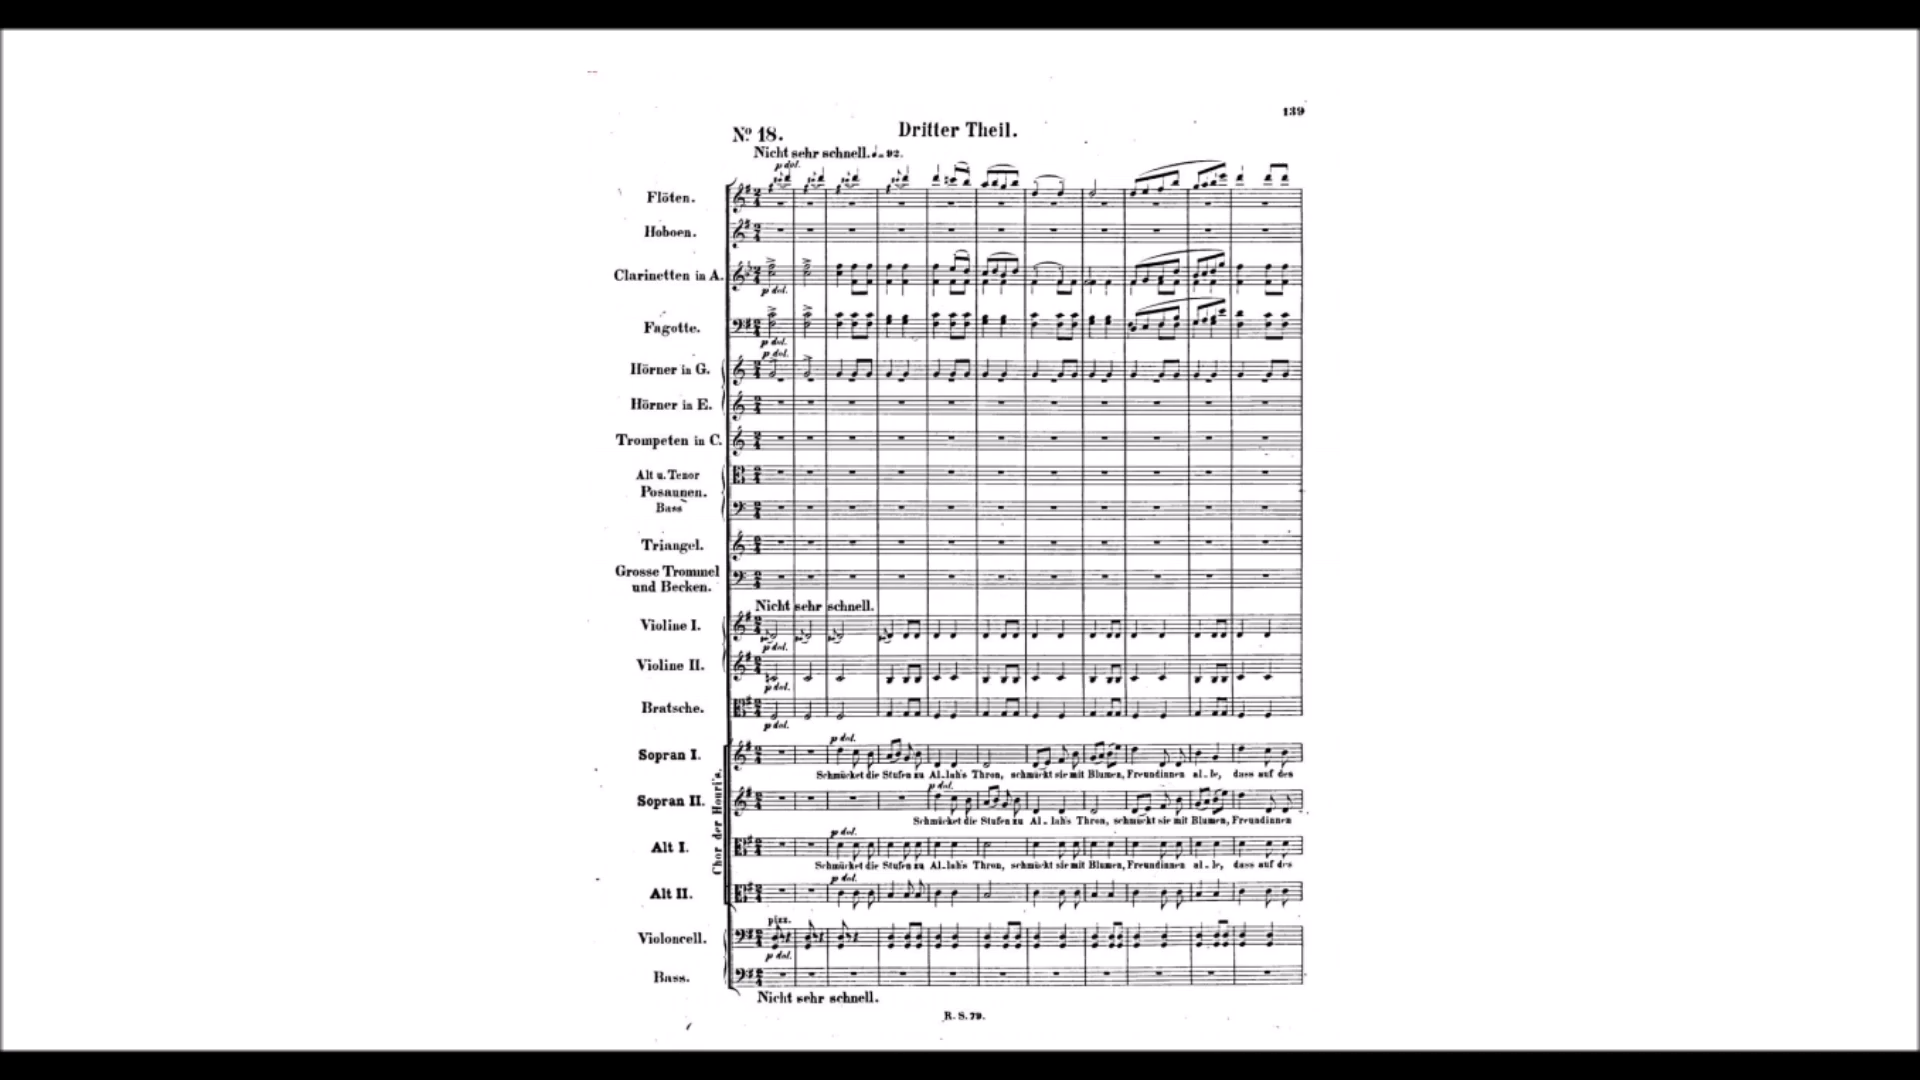 139
Dritter Theil.
No 18.
Nicht sehr schnell. ♩= 92.
p dol.
Flöten.
Hoboen.
Clarinetten in A.
p dol.
Fagotte.
p dol.
p dol.
Hörner in G.
Hörner in E.
Trompeten in C.
Alt u. Tenor
Posaunen.
Bass
Triangel.
Grosse Trommel
und Becken.
Nicht sehr schnell.
Violine I.
p dol.
Violine II.
p dol.
Bratsche.
p dol.
Chor der Houri's.
p dol.
Sopran I.
Schmücket die Stufen zu Al-lah's Thron, schmückt sie mit Blumen, Freundinnen al-le, dass auf des
p dol.
Sopran II.
Schmücket die Stufen zu Al-lah's Thron, schmückt sie mit Blumen, Freundinnen
p dol.
Alt I.
Schmücket die Stufen zu Al-lah's Thron, schmückt sie mit Blumen, Freundinnen al-le, dass auf des
p dol.
Alt II.
pizz.
Violoncell.
p dol.
Bass.
Nicht sehr schnell.
R. S. 79.